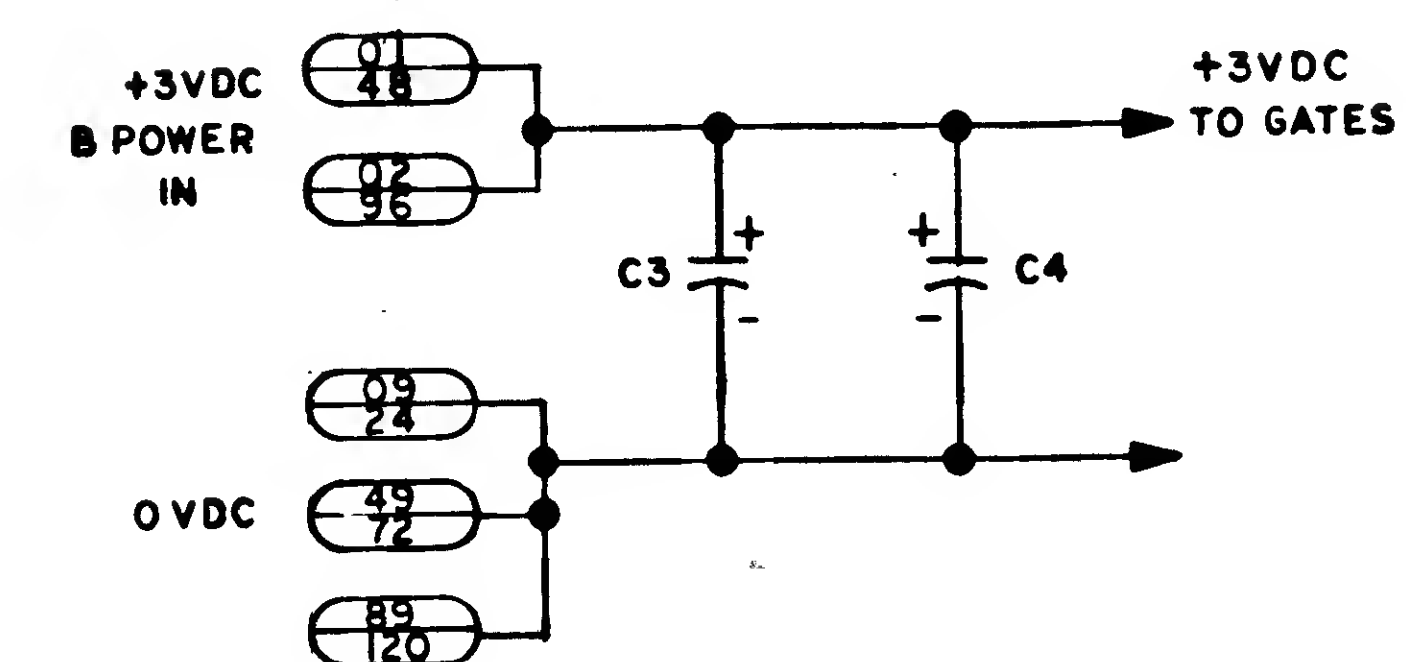 +3VDC
B POWER
IN
01
48
02
96
+3VDC
TO GATES
C3
+
-
+
-
C4
0 VDC
09
24
49
72
89
120